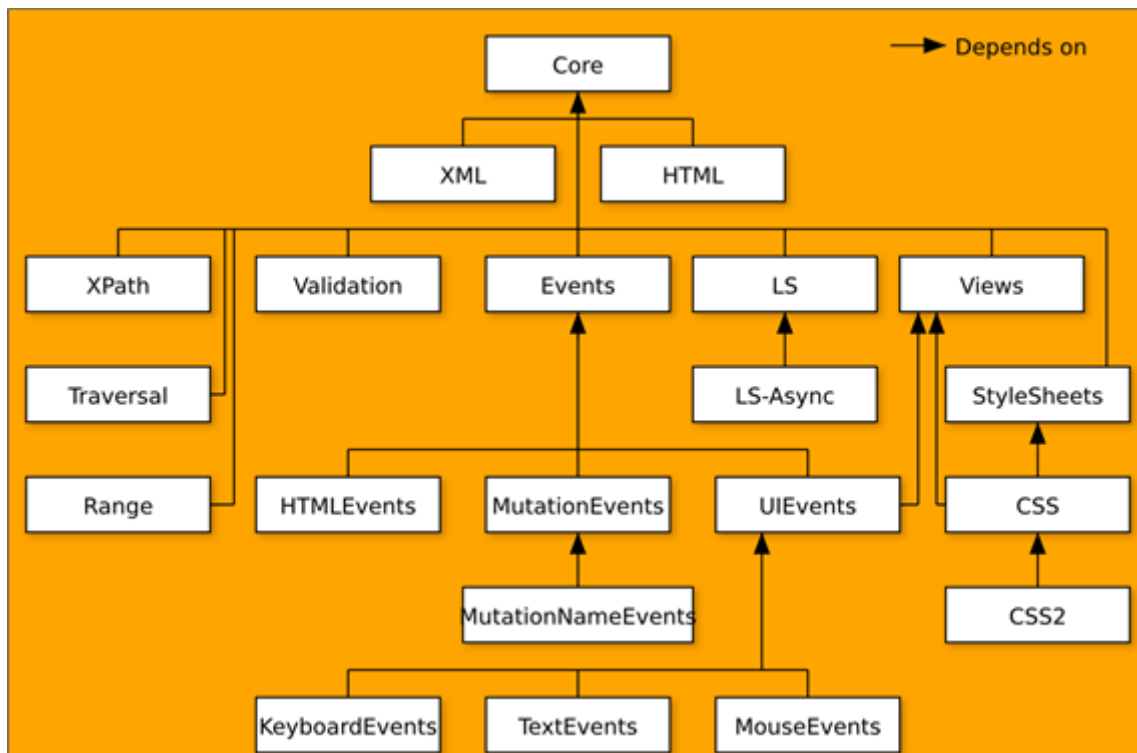 Core
Depends on
XML
HTML
XPath
Validation
Events
LS
Views
Traversal
LS-Async
StyleSheets
Range
HTMLEvents
MutationEvents
UIEvents
CSS
MutationNameEvents
CSS2
KeyboardEvents
TextEvents
MouseEvents